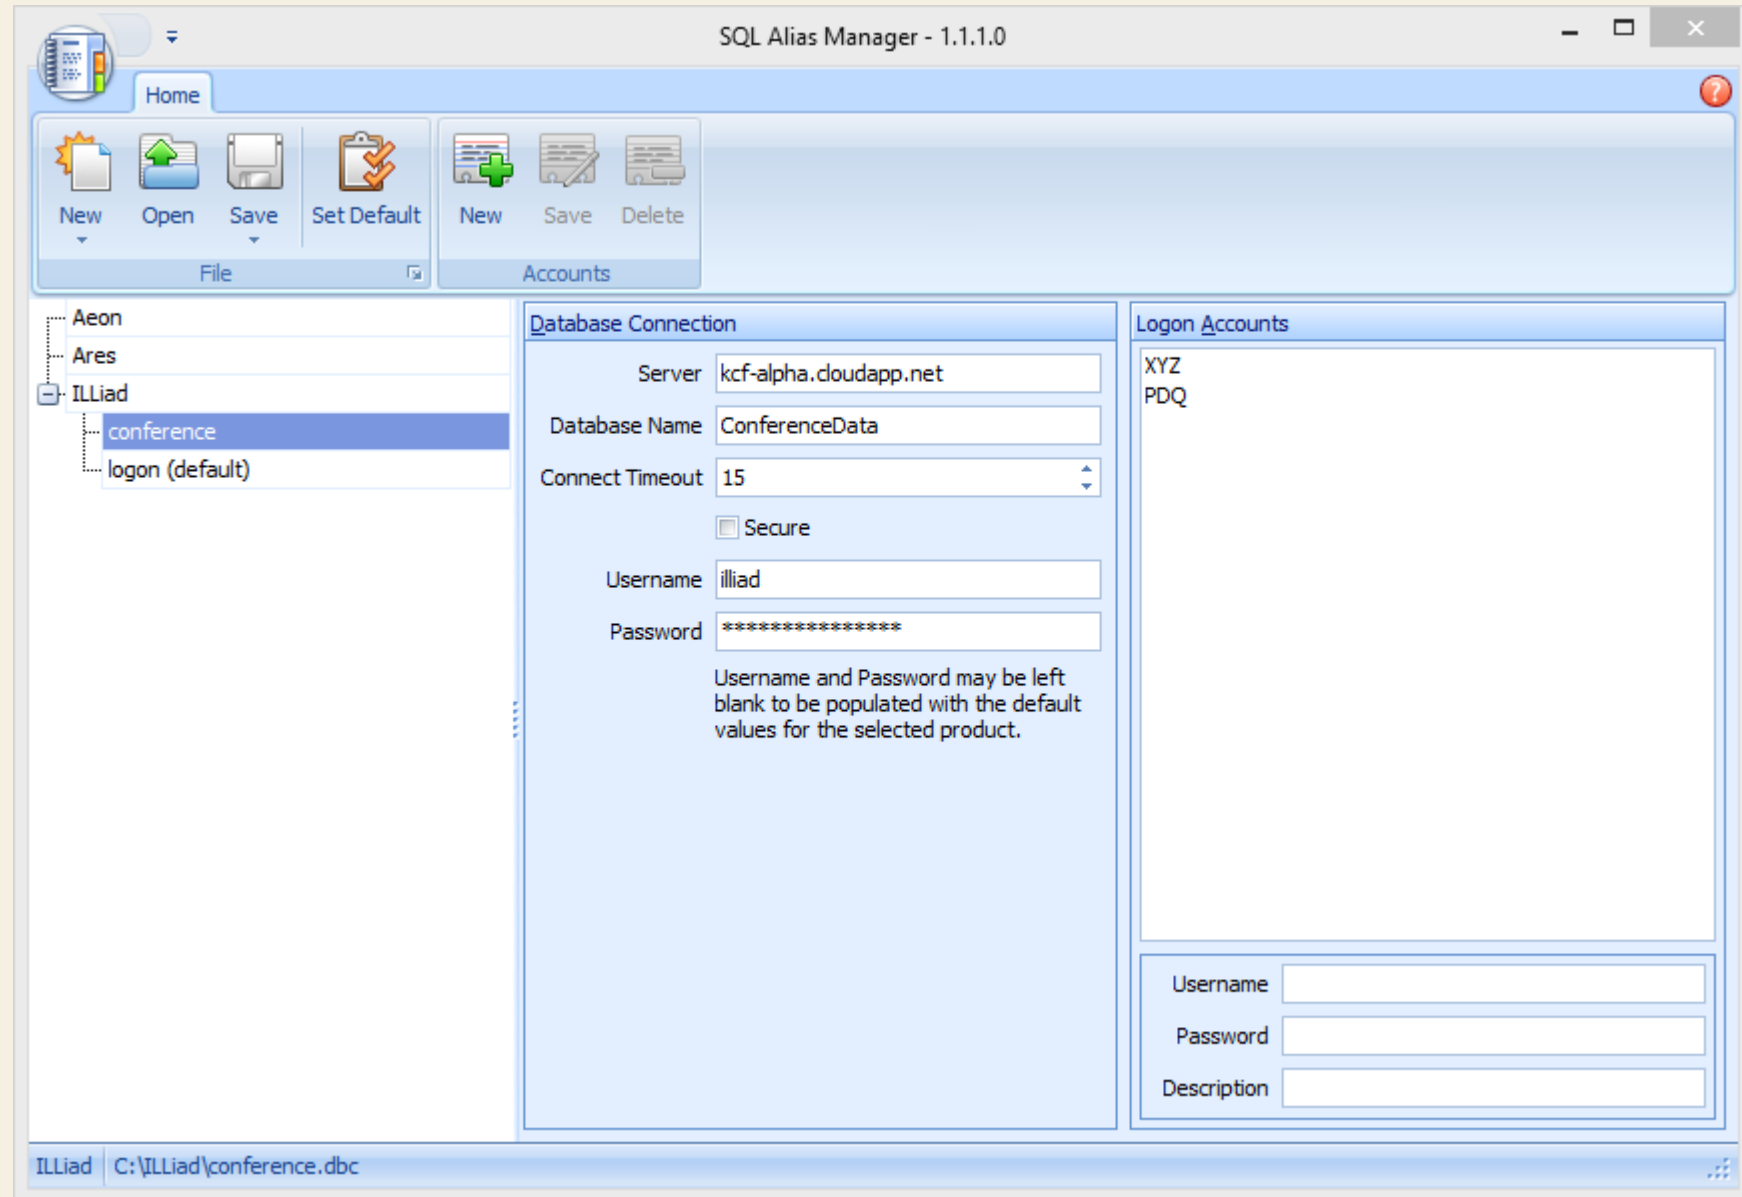 SQL Alias Manager - 1.1.1.0
Home
New
Open
Save
Set Default
New
Save
Delete
File
Accounts
Aeon
Ares
ILLiad
conference
logon (default)
Database Connection
Server kcf-alpha.cloudapp.net
Database Name ConferenceData
Connect Timeout 15
Secure
Username illiad
Password ***************
Username and Password may be left
blank to be populated with the default
values for the selected product.
Logon Accounts
XYZ
PDQ
Username
Password
Description
ILLiad C:\ILLiad\conference.dbc